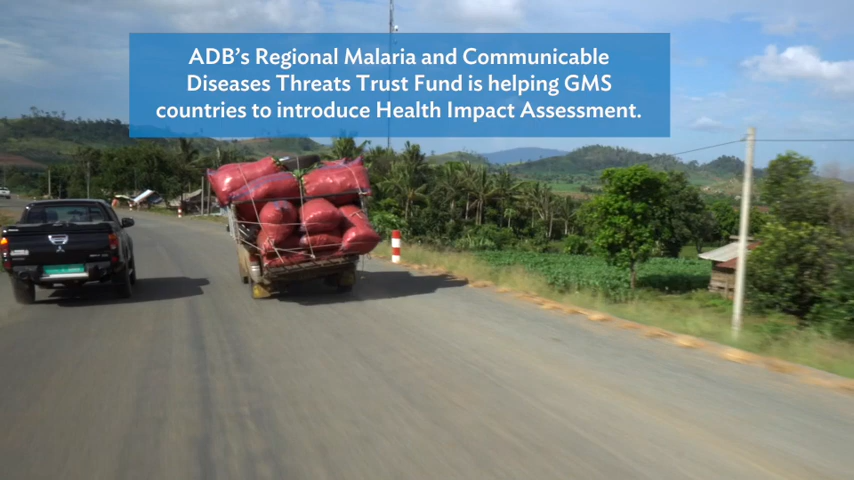 ADB's Regional Malaria and Communicable
Diseases Threats Trust Fund is helping GMS
countries to introduce Health Impact Assessment.